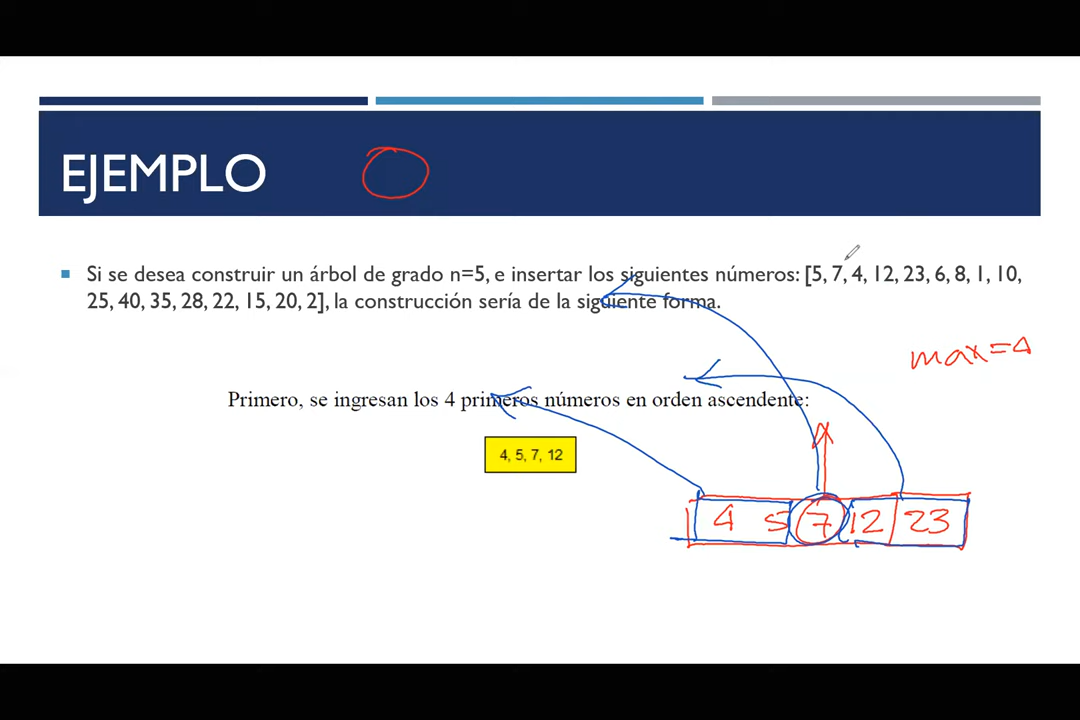 EJEMPLO
Si se desea construir un árbol de grado n=5, e insertar los siguientes números: [5, 7, 4, 12, 23, 6, 8, 1, 10,
25, 40, 35, 28, 22, 15, 20, 2], la construcción sería de la siguiente forma.
max=4
Primero, se ingresan los 4 primeros números en orden ascendente:
4, 5, 7, 12
4 5 7 12 23